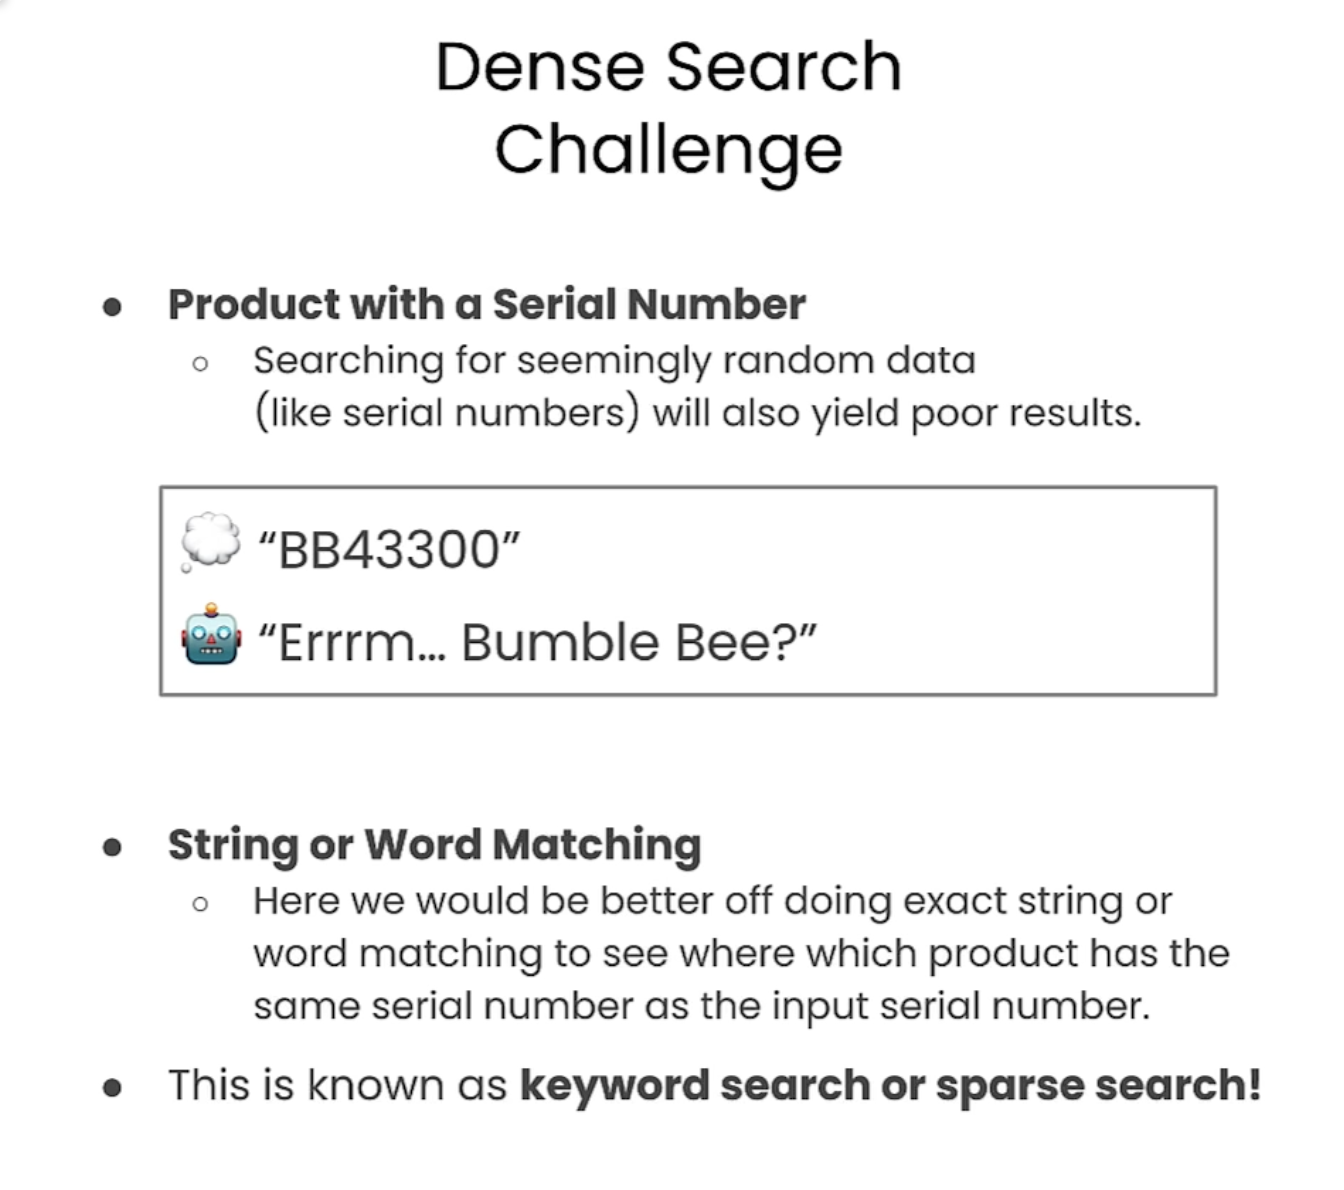 Dense Search
Challenge
● Product with a Serial Number
○ Searching for seemingly random data
(like serial numbers) will also yield poor results.
💭 “BB43300”
🤖 “Errrm... Bumble Bee?”
● String or Word Matching
○ Here we would be better off doing exact string or
word matching to see where which product has the
same serial number as the input serial number.
● This is known as keyword search or sparse search!